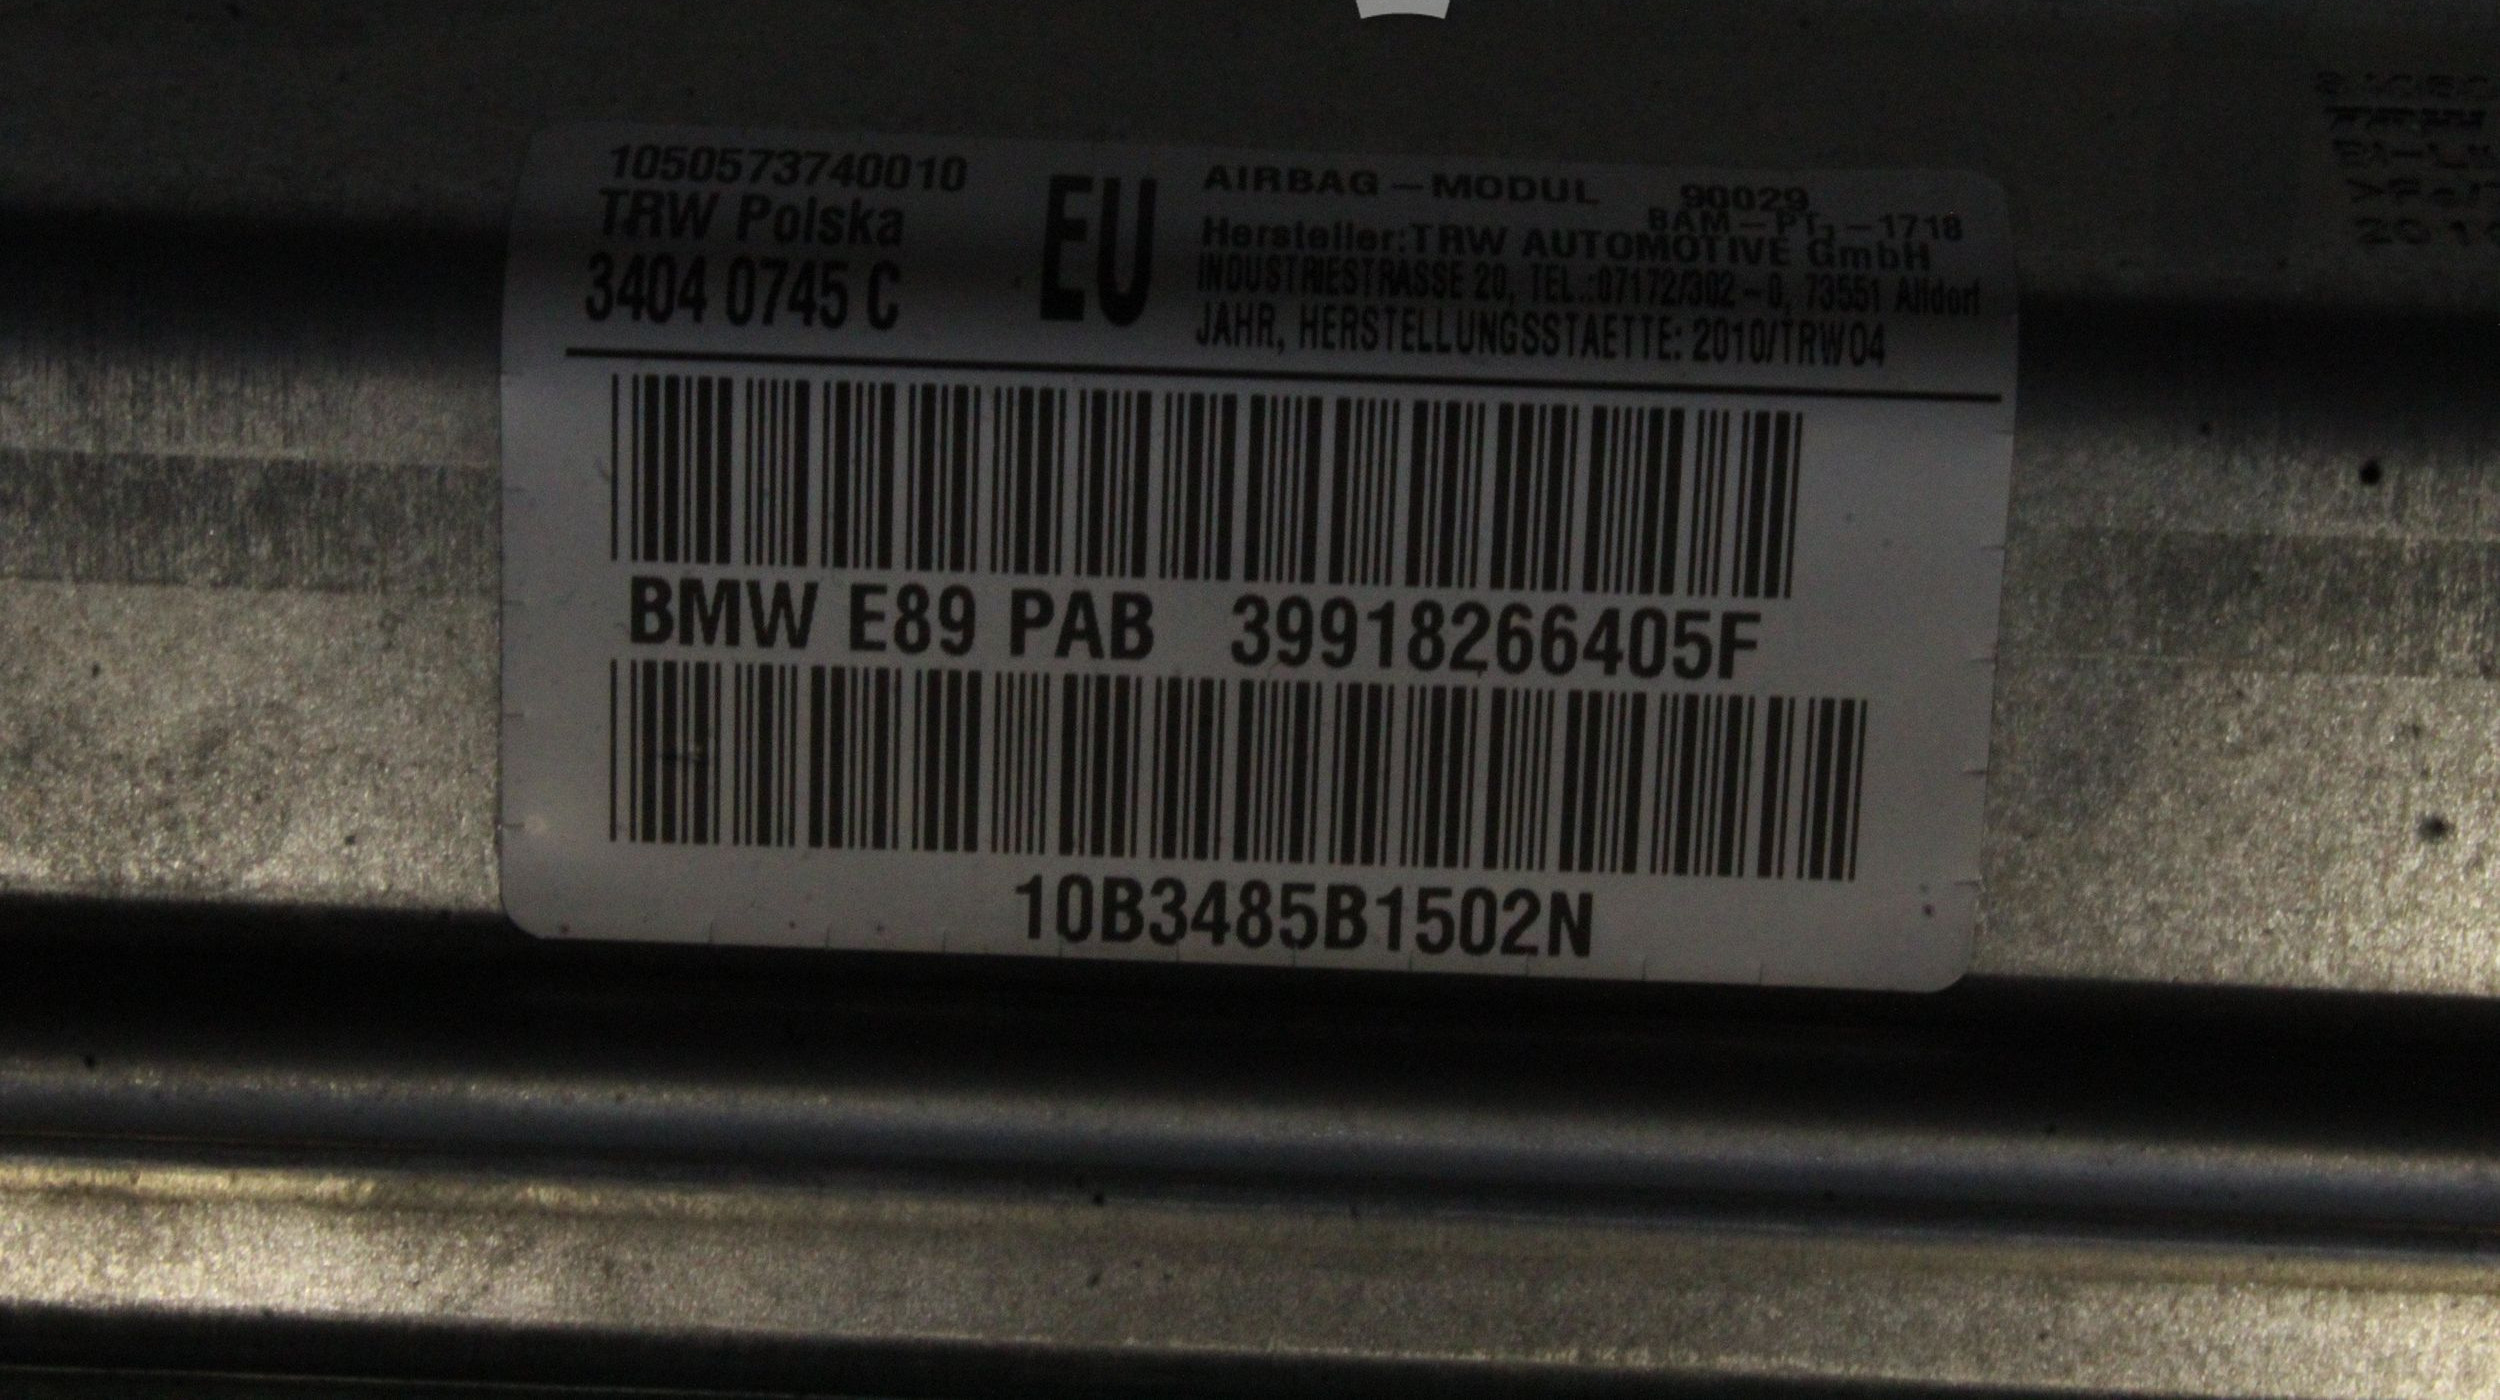 1050573740010
TRW Polska
3404 0745 C
EU
AIRBAG-MODUL 90029
BAM-PT1-1718
Hersteller:TRW AUTOMOTIVE GmbH
INDUSTRIESTRASSE 20, TEL.:07172/302-0, 73551 Alfdorf
JAHR, HERSTELLUNGSSTAETTE: 2010/TRW04
BMW E89 PAB 39918266405F
10B3485B1502N
TRW